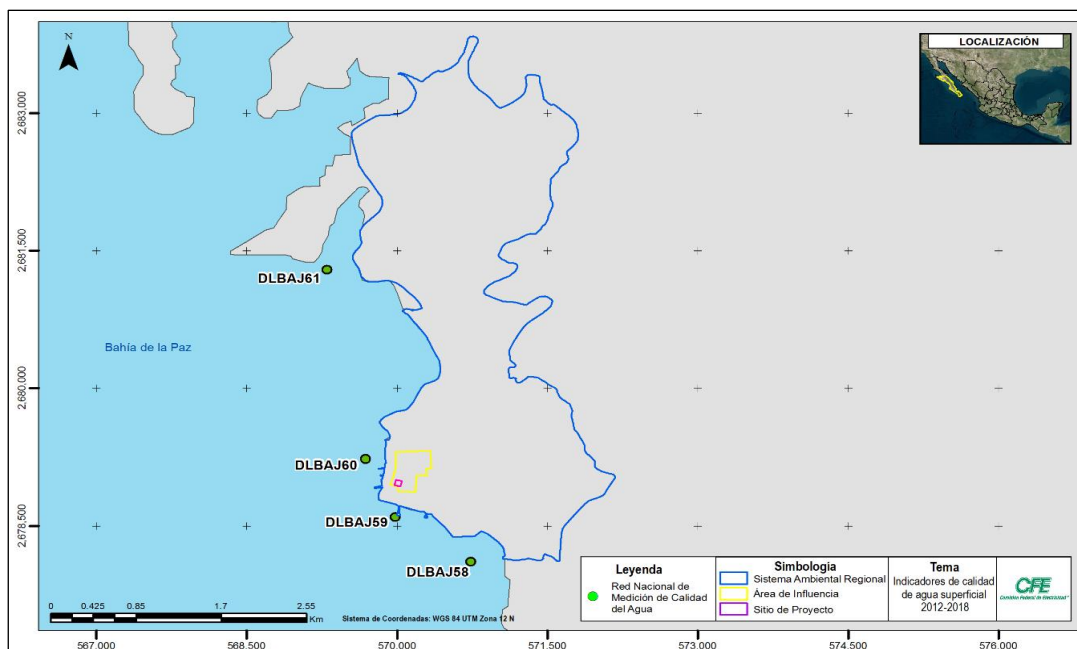 LOCALIZACIÓN
N
2.683.000
2.681.500
2.680.000
2.678.500
DLBAJ61
Bahía de la Paz
DLBAJ60
DLBAJ59
DLBAJ58
0 0.425 0.85 1.7 2.55
Km
Sistema de Coordenadas: WGS 84 UTM Zona 12 N
Leyenda
Red Nacional de
Medición de Calidad
del Agua
Simbologia
Sistema Ambiental Regional
Área de Influencia
Sitio de Proyecto
Tema
Indicadores de calidad
de agua superficial
2012-2018
CFE
Comisión Federal de Electricidad
567.000 568.500 570.000 571.500 573.000 574.500 576.000